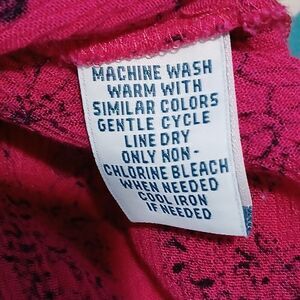 MACHINE WASH
WARM WITH
SIMILAR COLORS
GENTLE CYCLE
LINE DRY
ONLY NON-
CHLORINE BLEACH
WHEN NEEDED
COOL IRON
IF NEEDED